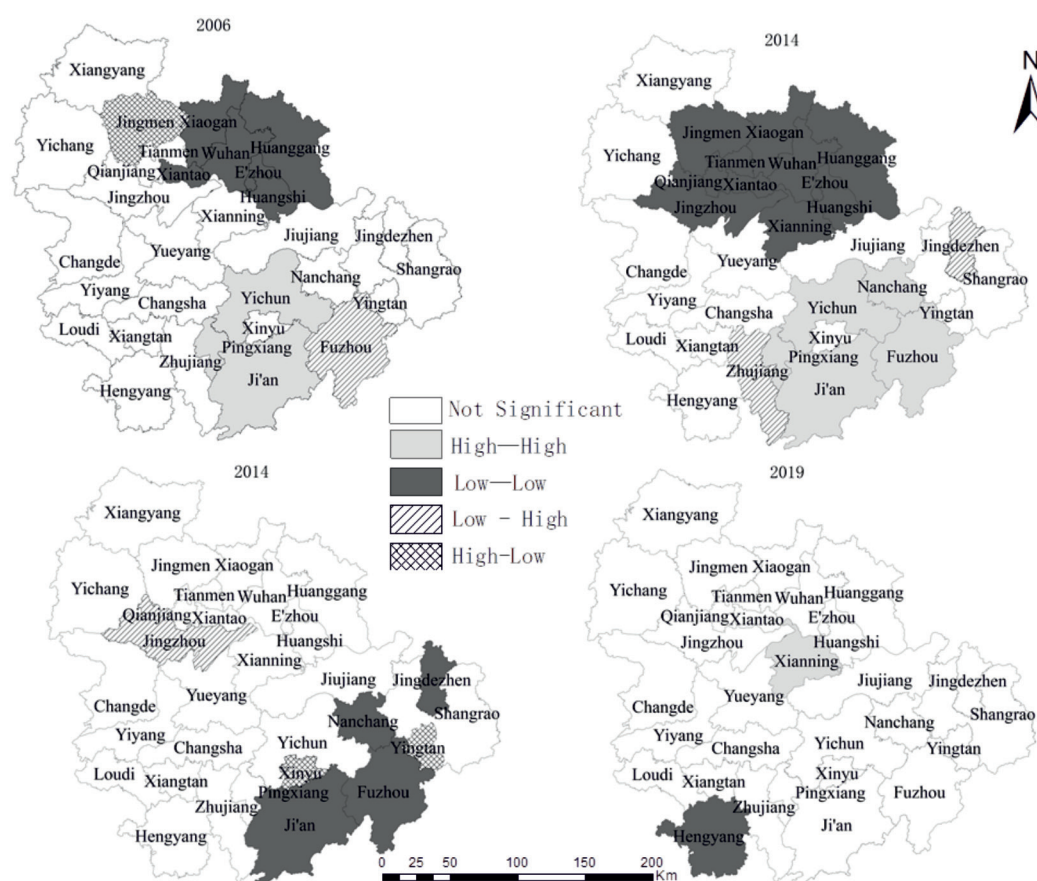 2006
Xiangyang
Jingmen Xiaogan
Yichang
Tianmen Wuhan Huanggang
Qianjiang Xiantao E'zhou
Jingzhou Huangshi
Xianning
Yueyang Jiujiang Jingdezhen
Changde Nanchang Shangrao
Yiyang Changsha Yichun Yingtan
Loudi Xiangtan Xinyu
Zhujiang Pingxiang Fuzhou
Hengyang Ji'an
2014
N
Xiangyang
Jingmen Xiaogan
Yichang Tianmen Wuhan Huanggang
Qianjiang Xiantao E'zhou
Jingzhou Huangshi
Xianning
Yueyang Jiujiang Jingdezhen
Changde Nanchang Shangrao
Yiyang Changsha Yichun Yingtan
Loudi Xiangtan Xinyu
Zhujiang Pingxiang Fuzhou
Hengyang Ji'an
Not Significant
High—High
Low—Low
Low - High
High-Low
2014
Xiangyang
Jingmen Xiaogan
Yichang Tianmen Wuhan Huanggang
Qianjiang Xiantao E'zhou
Jingzhou Huangshi
Xianning
Yueyang Jiujiang Jingdezhen
Changde Nanchang Shangrao
Yiyang Changsha Yichun Yingtan
Loudi Xiangtan Xinyu
Zhujiang Pingxiang Fuzhou
Hengyang Ji'an
2019
Xiangyang
Jingmen Xiaogan
Yichang Tianmen Wuhan Huanggang
Qianjiang Xiantao E'zhou
Jingzhou Huangshi
Xianning
Yueyang Jiujiang Jingdezhen
Changde Nanchang Shangrao
Yiyang Changsha Yichun Yingtan
Loudi Xiangtan Xinyu
Zhujiang Pingxiang Fuzhou
Hengyang Ji'an
0 25 50 100 150 200
Km